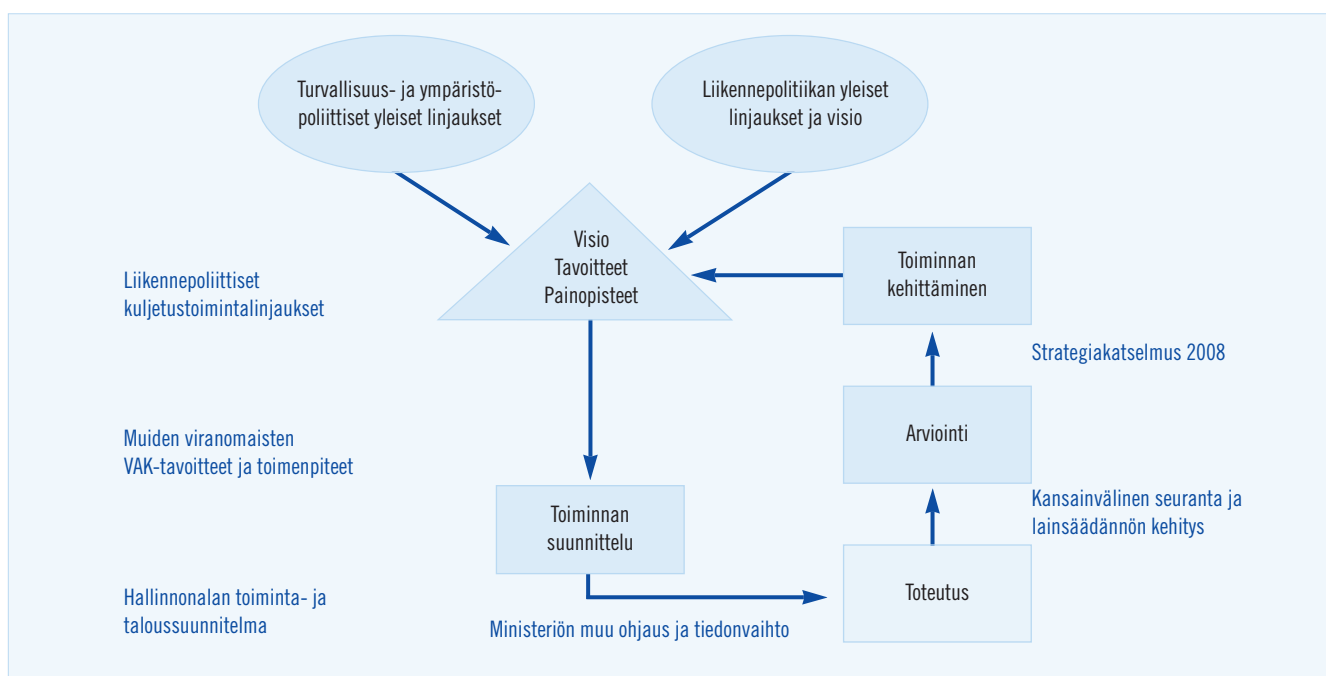 Turvallisuus- ja ympäristö-
poliittiset yleiset linjaukset
Liikennepolitiikan yleiset
linjaukset ja visio
Visio
Tavoitteet
Painopisteet
Toiminnan
kehittäminen
Liikennepoliittiset
kuljetustoimintalinjaukset
Strategiakatselmus 2008
Arviointi
Muiden viranomaisten
VAK-tavoitteet ja toimenpiteet
Kansainvälinen seuranta ja
lainsäädännön kehitys
Toiminnan
suunnittelu
Toteutus
Hallinnonalan toiminta- ja
taloussuunnitelma
Ministeriön muu ohjaus ja tiedonvaihto